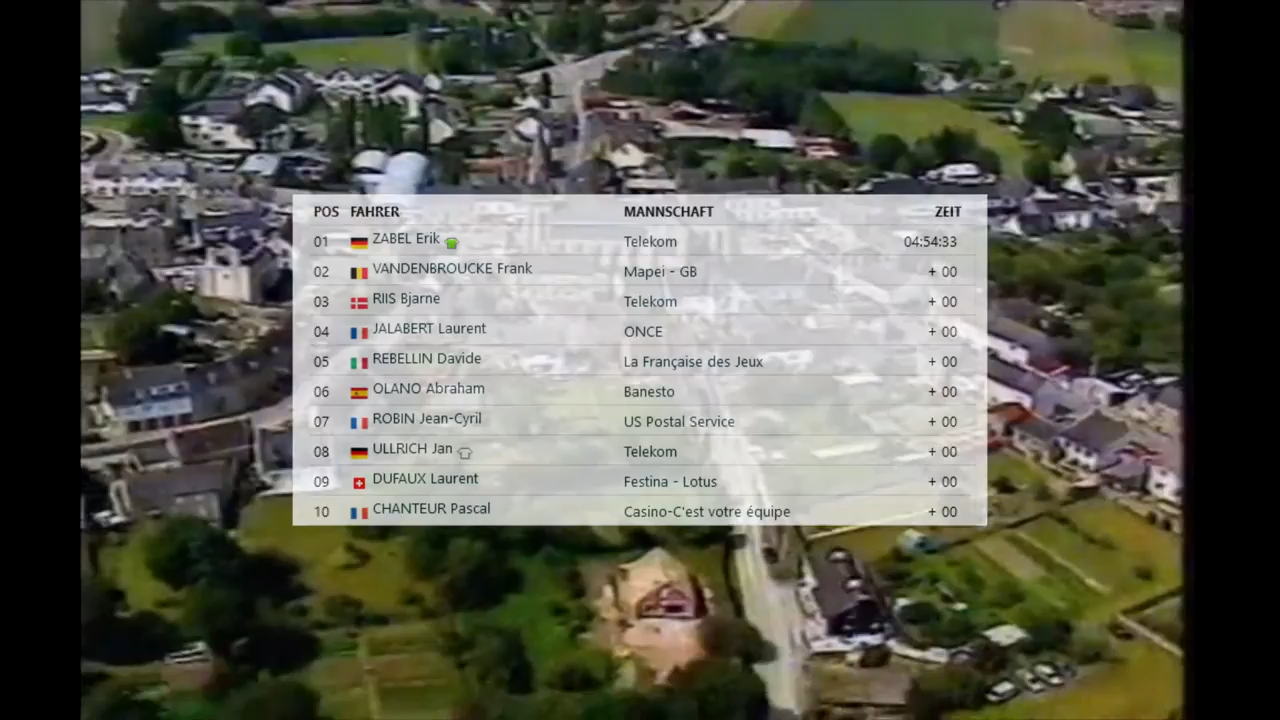 POS FAHRER MANNSCHAFT ZEIT
01 ZABEL Erik Telekom 04:54:33
02 VANDENBROUCKE Frank Mapei - GB + 00
03 RIIS Bjarne Telekom + 00
04 JALABERT Laurent ONCE + 00
05 REBELLIN Davide La Française des Jeux + 00
06 OLANO Abraham Banesto + 00
07 ROBIN Jean-Cyril US Postal Service + 00
08 ULLRICH Jan Telekom + 00
09 DUFAUX Laurent Festina - Lotus + 00
10 CHANTEUR Pascal Casino-C'est votre équipe + 00